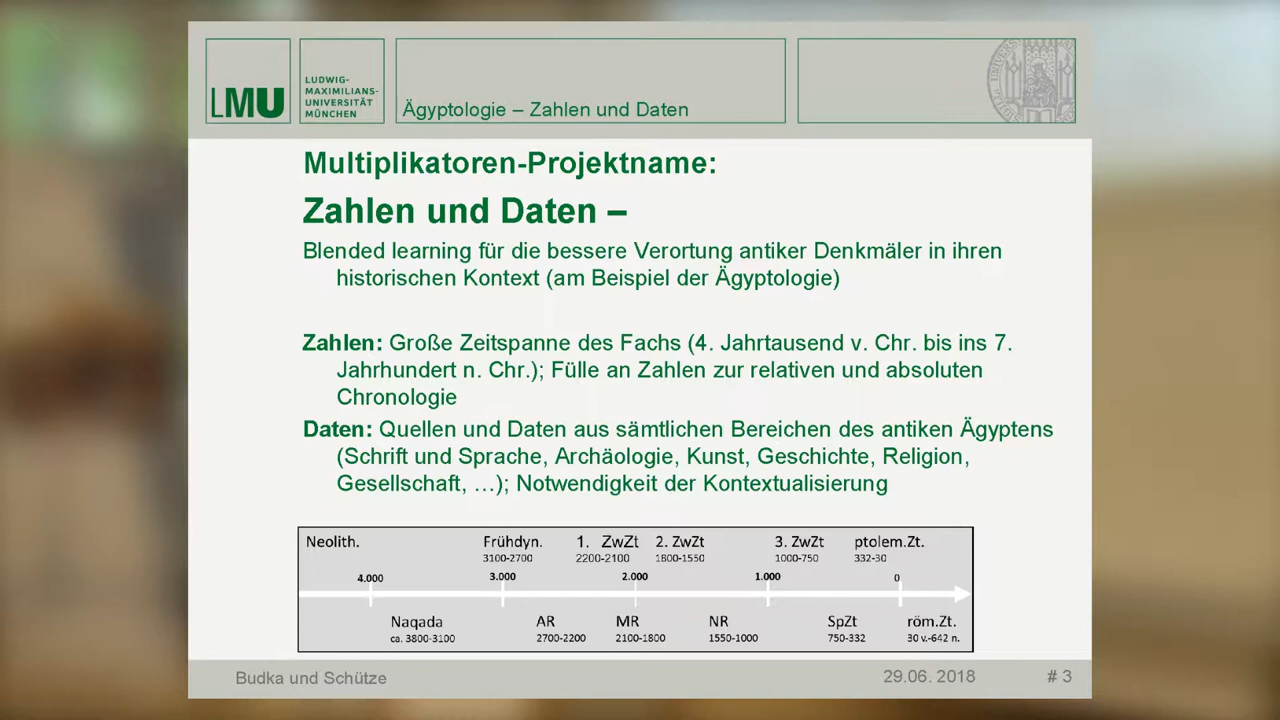 LMU
LUDWIG-
MAXIMILIANS-
UNIVERSITÄT
MÜNCHEN
Ägyptologie – Zahlen und Daten
Multiplikatoren-Projektname:
Zahlen und Daten –
Blended learning für die bessere Verortung antiker Denkmäler in ihren
historischen Kontext (am Beispiel der Ägyptologie)
Zahlen: Große Zeitspanne des Fachs (4. Jahrtausend v. Chr. bis ins 7.
Jahrhundert n. Chr.); Fülle an Zahlen zur relativen und absoluten
Chronologie
Daten: Quellen und Daten aus sämtlichen Bereichen des antiken Ägyptens
(Schrift und Sprache, Archäologie, Kunst, Geschichte, Religion,
Gesellschaft, …); Notwendigkeit der Kontextualisierung
Neolith. Frühdyn. 1. ZwZt 2. ZwZt 3. ZwZt ptolem.Zt.
3100-2700 2200-2100 1800-1550 1000-750 332-30
4.000 3.000 2.000 1.000 0
Naqada AR MR NR SpZt röm.Zt.
ca. 3800-3100 2700-2200 2100-1800 1550-1000 750-332 30 v.-642 n.
Budka und Schütze 29.06. 2018 # 3